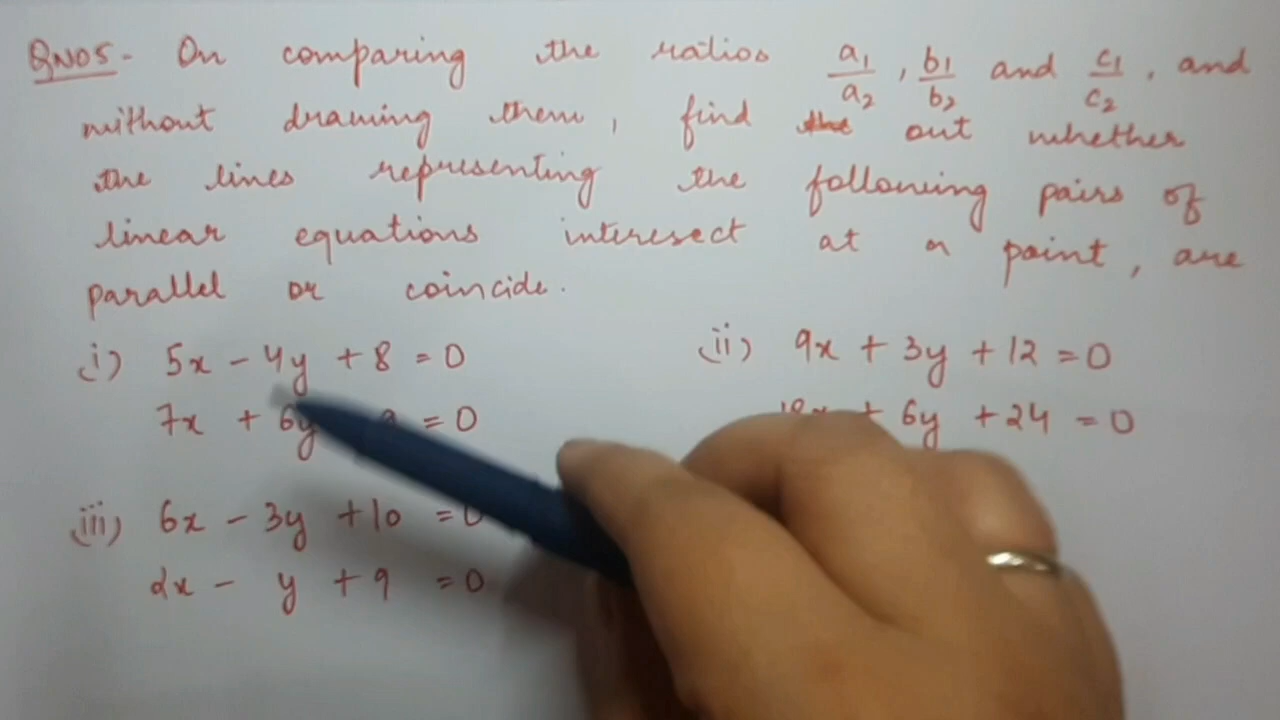 QNO5- On comparing the ratios a1/a2 , b1/b2 and c1/c2 , and
without drawing them, find the out whether
the lines representing the following pairs of
linear equations interesect at a point, are
parallel or coincide.
(i) 5x - 4y + 8 = 0
7x + 6y = 0
(ii) 9x + 3y + 12 = 0
+ 6y + 24 = 0
(iii) 6x - 3y + 10 = 0
2x - y + 9 = 0